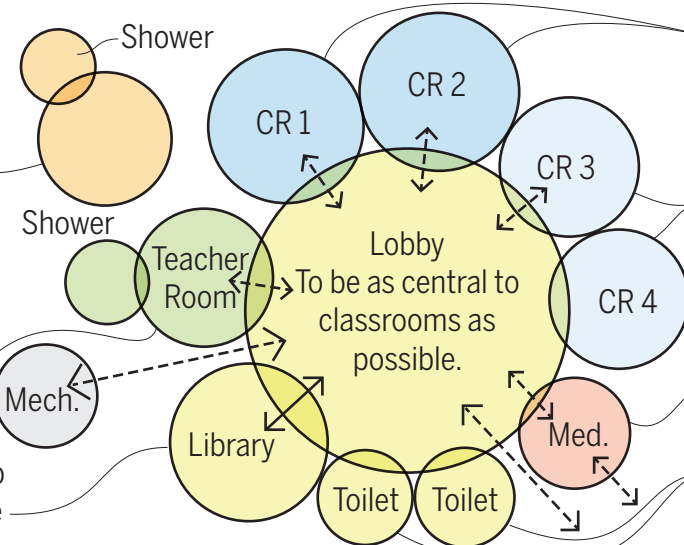 Shower
CR 1
CR 2
CR 3
CR 4
Shower
Teacher
Room
Lobby
To be as central to
classrooms as
possible.
Mech.
Library
Toilet
Toilet
Med.